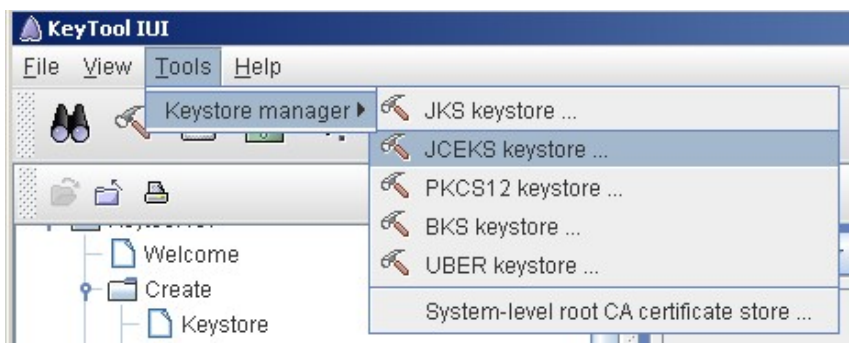 KeyTool IUI
File View Tools Help
Keystore manager
JKS keystore ...
JCEKS keystore ...
PKCS12 keystore ...
BKS keystore ...
UBER keystore ...
System-level root CA certificate store ...
Welcome
Create
Keystore